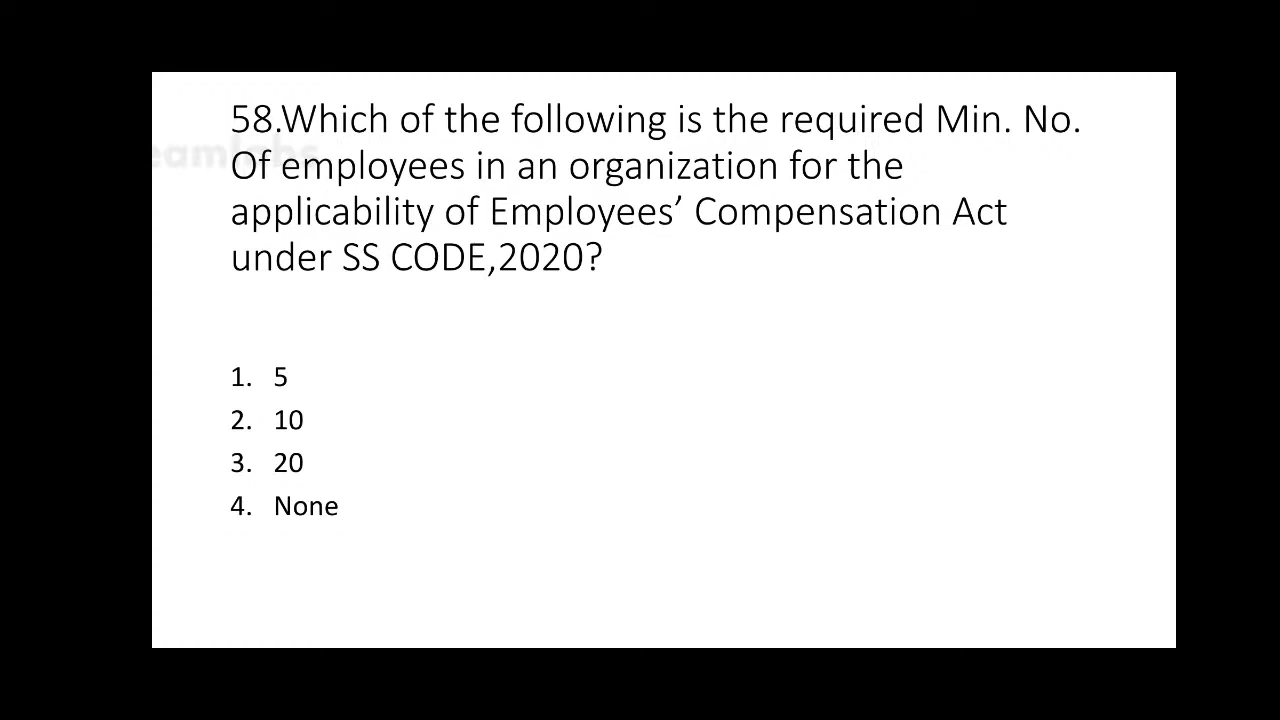 58.Which of the following is the required Min. No.
Of employees in an organization for the
applicability of Employees’ Compensation Act
under SS CODE,2020?
1. 5
2. 10
3. 20
4. None